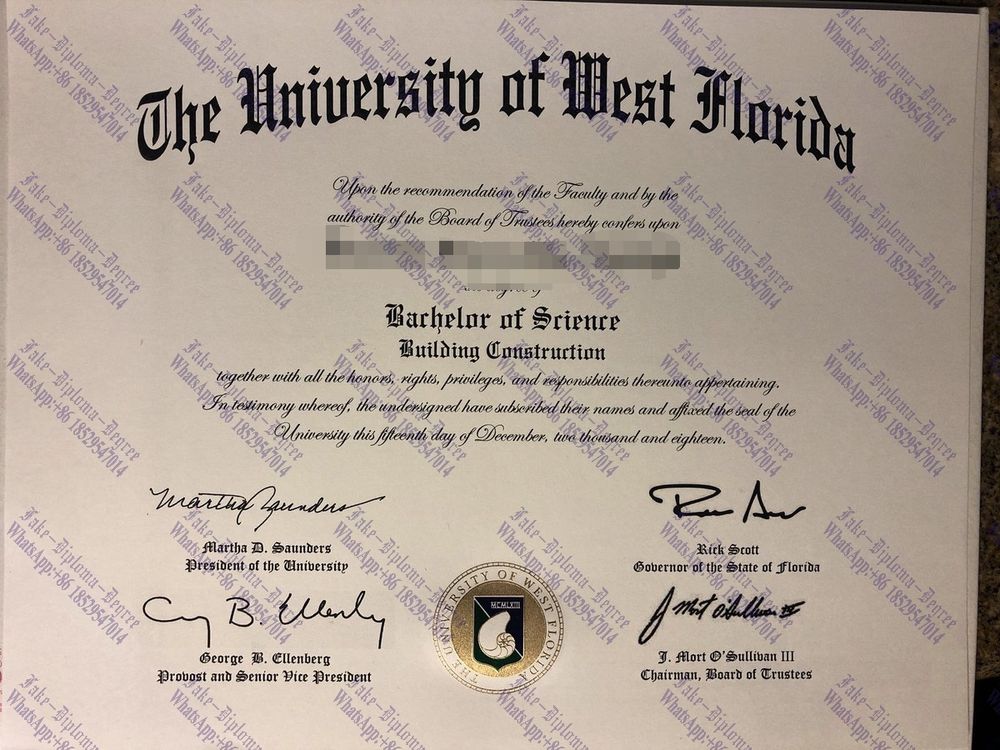 The University of West Florida
Upon the recommendation of the Faculty and by the
authority of the Board of Trustees hereby confers upon
Bachelor of Science
Building Construction
together with all the honors, rights, privileges, and responsibilities thereunto appertaining.
In testimony whereof, the undersigned have subscribed their names and affixed the seal of the
University this fifteenth day of December, two thousand and eighteen.
Martha Saunders
Martha D. Saunders
President of the University
Rick Scott
Governor of the State of Florida
George B. Ellenberg
Provost and Senior Vice President
THE UNIVERSITY OF WEST FLORIDA
MCMLXIII
J Mort O'Sullivan III
J. Mort O'Sullivan III
Chairman, Board of Trustees
Fake-Diploma-Degree
WhatsApp:+86 18529547014